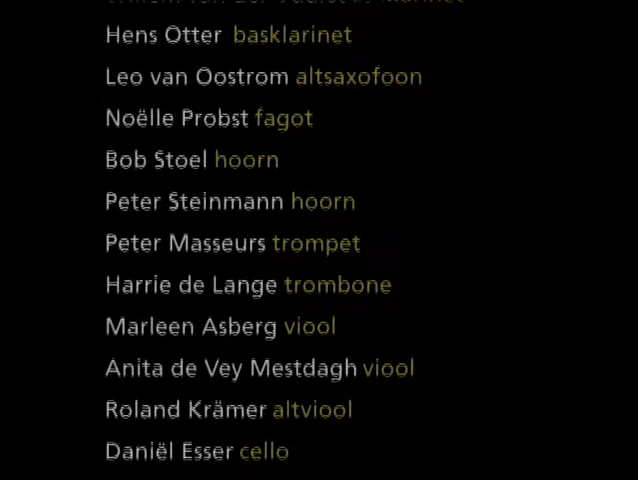 Hens Otter basklarinet
Leo van Oostrom altsaxofoon
Noëlle Probst fagot
Bob Stoel hoorn
Peter Steinmann hoorn
Peter Masseurs trompet
Harrie de Lange trombone
Marleen Asberg viool
Anita de Vey Mestdagh viool
Roland Krämer altviool
Daniël Esser cello